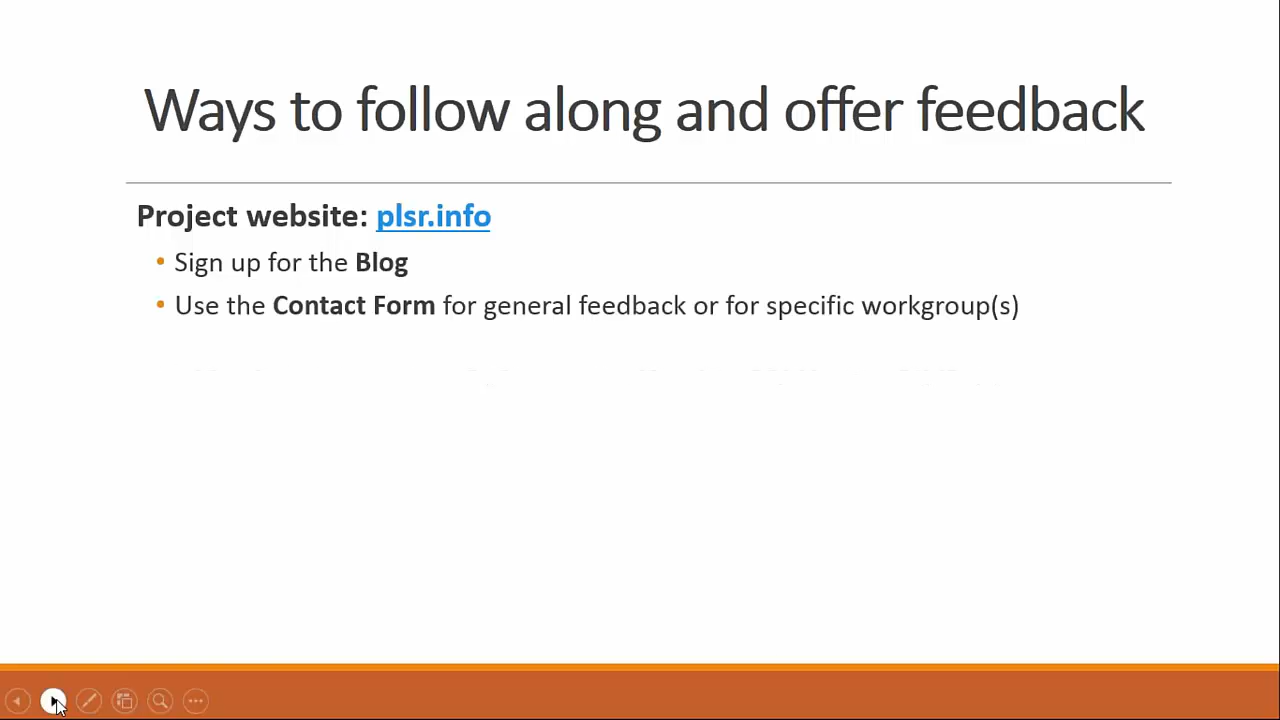 Ways to follow along and offer feedback
Project website: plsr.info
• Sign up for the Blog
• Use the Contact Form for general feedback or for specific workgroup(s)